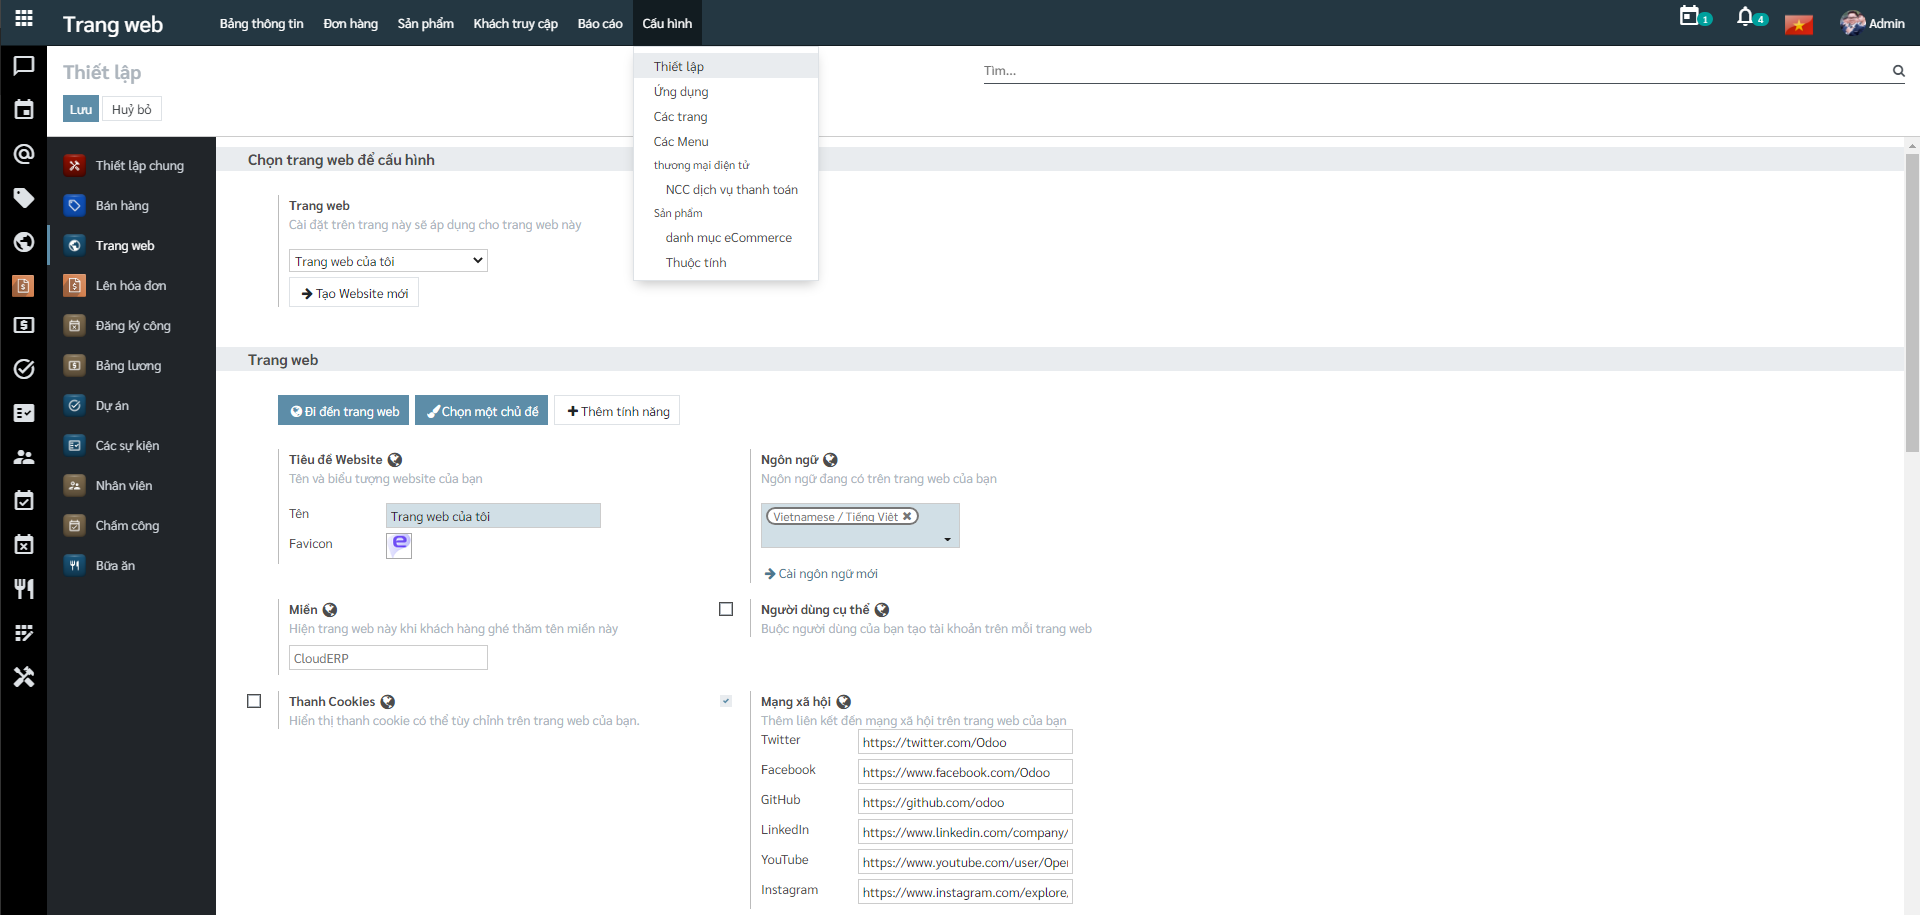 Trang web
Bảng thông tin
Đơn hàng
Sản phẩm
Khách truy cập
Báo cáo
Cấu hình
1
4
Admin
Thiết lập
Lưu
Huỷ bỏ
Tìm...
Thiết lập
Ứng dụng
Các trang
Các Menu
thương mại điện tử
NCC dịch vụ thanh toán
Sản phẩm
danh mục eCommerce
Thuộc tính
Thiết lập chung
Bán hàng
Trang web
Lên hóa đơn
Đăng ký công
Bảng lương
Dự án
Các sự kiện
Nhân viên
Chấm công
Bữa ăn
Chọn trang web để cấu hình
Trang web
Cài đặt trên trang này sẽ áp dụng cho trang web này
Trang web của tôi
Tạo Website mới
Trang web
Đi đến trang web
Chọn một chủ đề
Thêm tính năng
Tiêu đề Website
Tên và biểu tượng website của bạn
Tên
Trang web của tôi
Favicon
Ngôn ngữ
Ngôn ngữ đang có trên trang web của bạn
Vietnamese / Tiếng Việt
Cài ngôn ngữ mới
Miền
Hiện trang web này khi khách hàng ghé thăm tên miền này
CloudERP
Người dùng cụ thể
Buộc người dùng của bạn tạo tài khoản trên mỗi trang web
Thanh Cookies
Hiển thị thanh cookie có thể tùy chỉnh trên trang web của bạn.
Mạng xã hội
Thêm liên kết đến mạng xã hội trên trang web của bạn
Twitter
https://twitter.com/Odoo
Facebook
https://www.facebook.com/Odoo
GitHub
https://github.com/odoo
LinkedIn
https://www.linkedin.com/company/
YouTube
https://www.youtube.com/user/Ope
Instagram
https://www.instagram.com/explore/